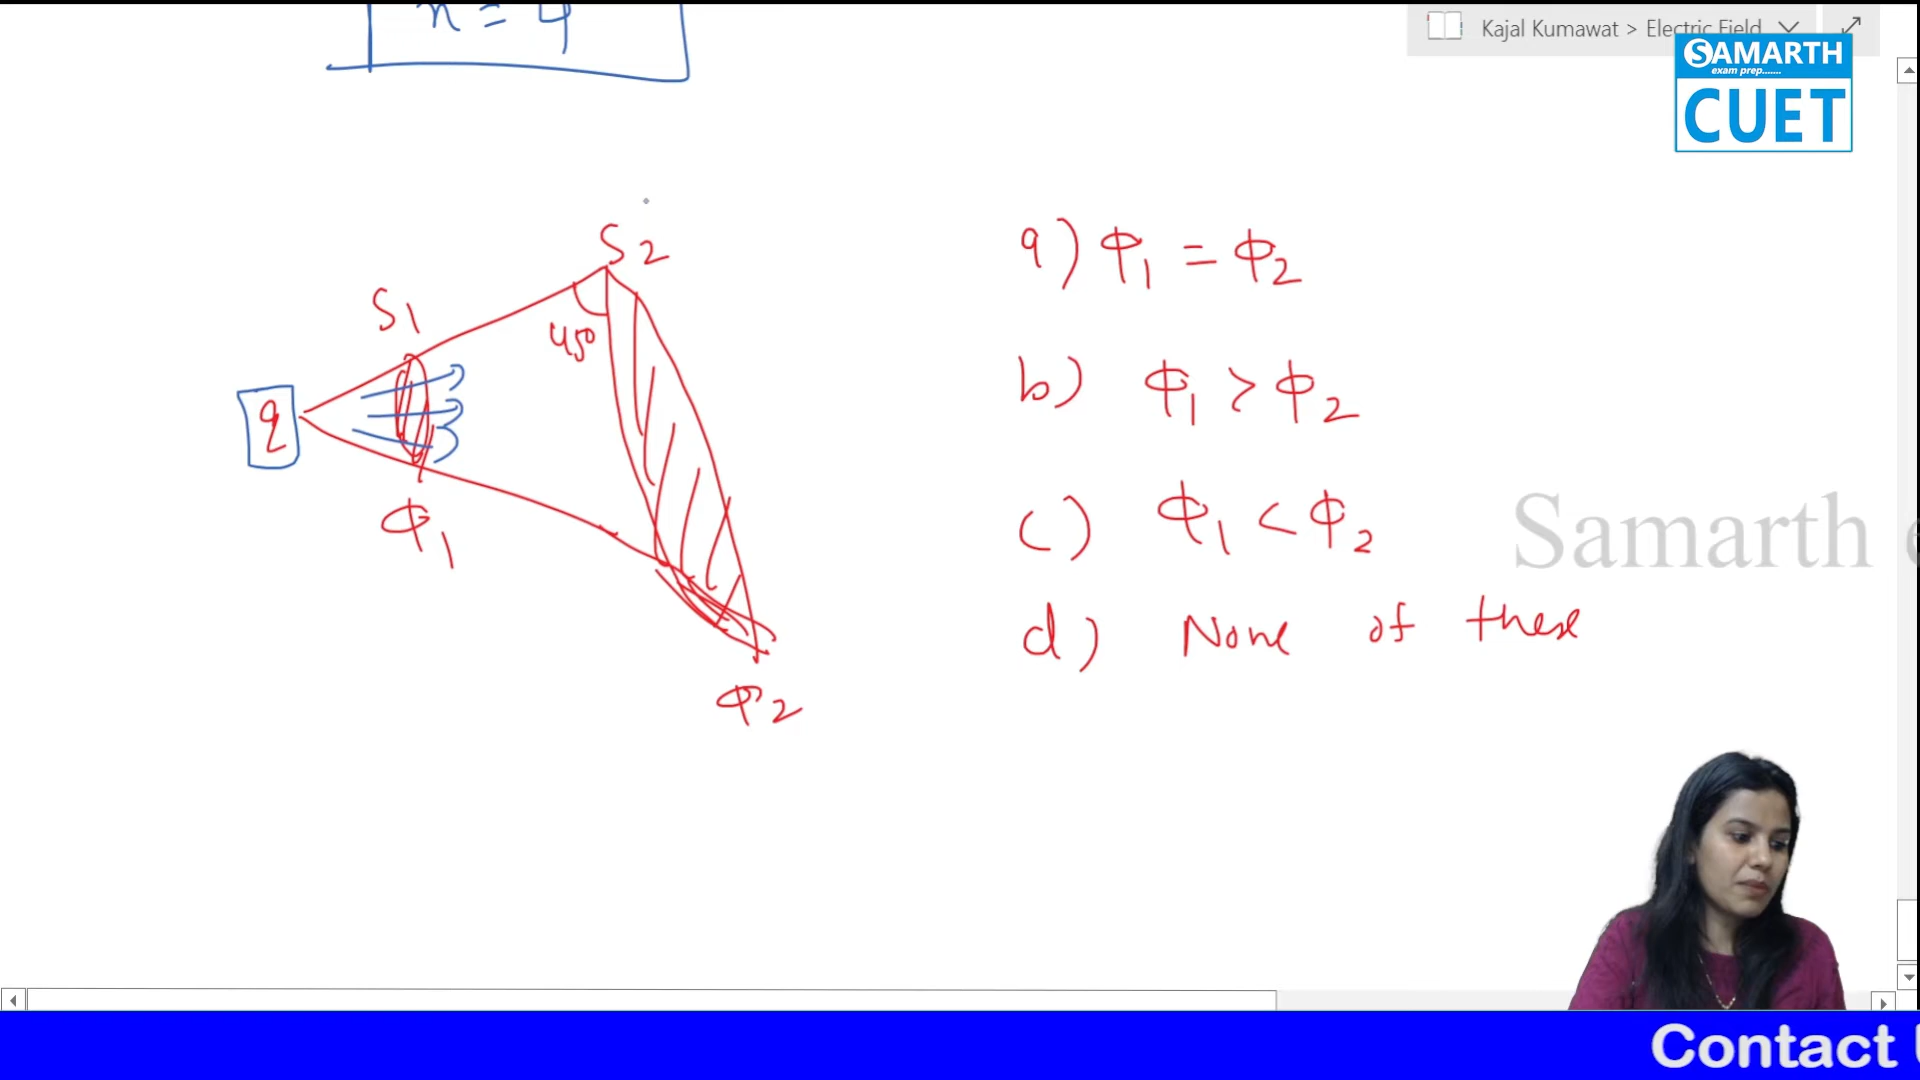 n = 4
Kajal Kumawat > Electric Field
SAMARTH
exam prep.......
CUET
S2
S1
45°
q
Φ1
Φ2
a) Φ1 = Φ2
b) Φ1 > Φ2
c) Φ1 < Φ2
d) None of these
Samarth e
Contact